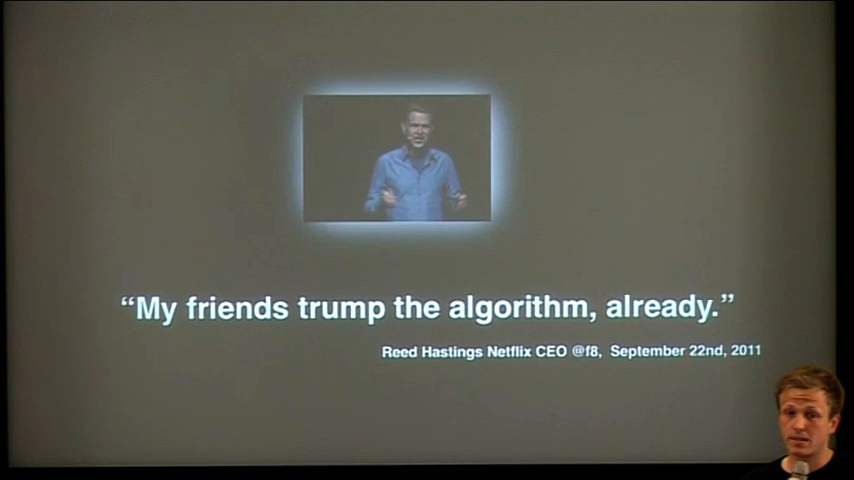 “My friends trump the algorithm, already.”
Reed Hastings Netflix CEO @f8, September 22nd, 2011